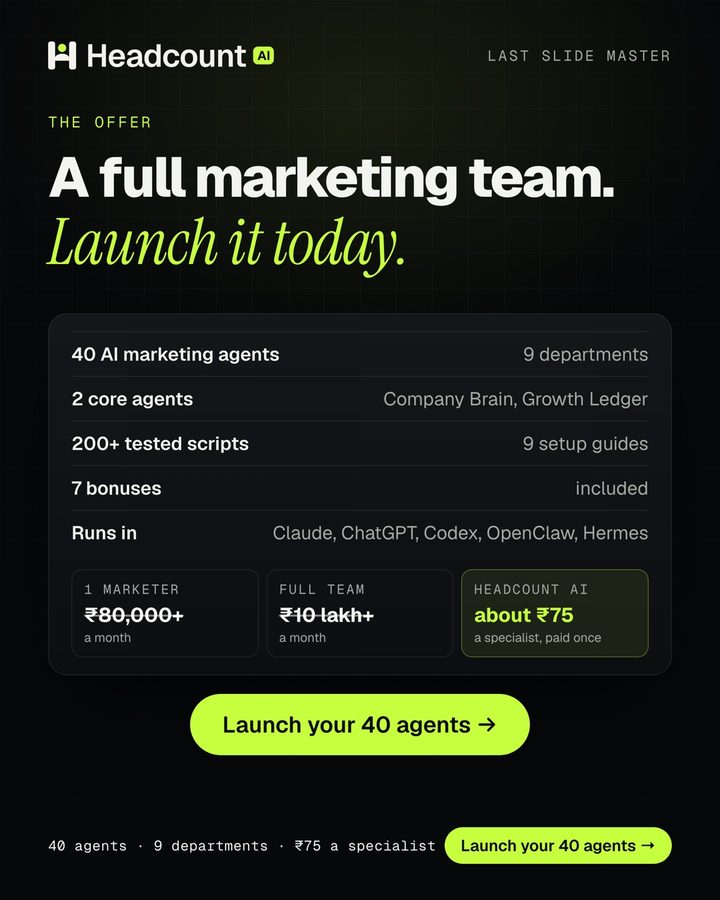 Headcount AI
LAST SLIDE MASTER
THE OFFER
A full marketing team.
Launch it today.
40 AI marketing agents 9 departments
2 core agents Company Brain, Growth Ledger
200+ tested scripts 9 setup guides
7 bonuses included
Runs in Claude, ChatGPT, Codex, OpenClaw, Hermes
1 MARKETER
₹80,000+
a month
FULL TEAM
₹10 lakh+
a month
HEADCOUNT AI
about ₹75
a specialist, paid once
Launch your 40 agents →
40 agents · 9 departments · ₹75 a specialist
Launch your 40 agents →